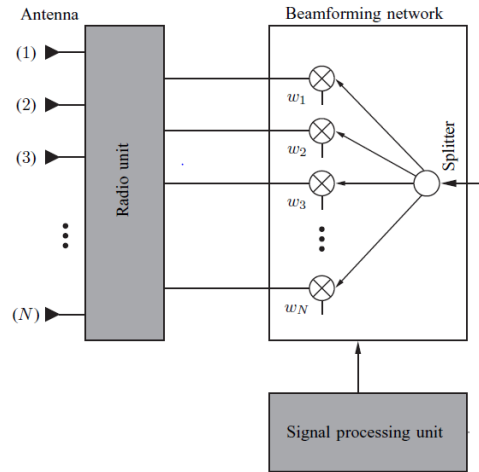 Antenna
Beamforming network
(1)
(2)
(3)
(N)
Radio unit
w1
w2
w3
wN
Splitter
Signal processing unit